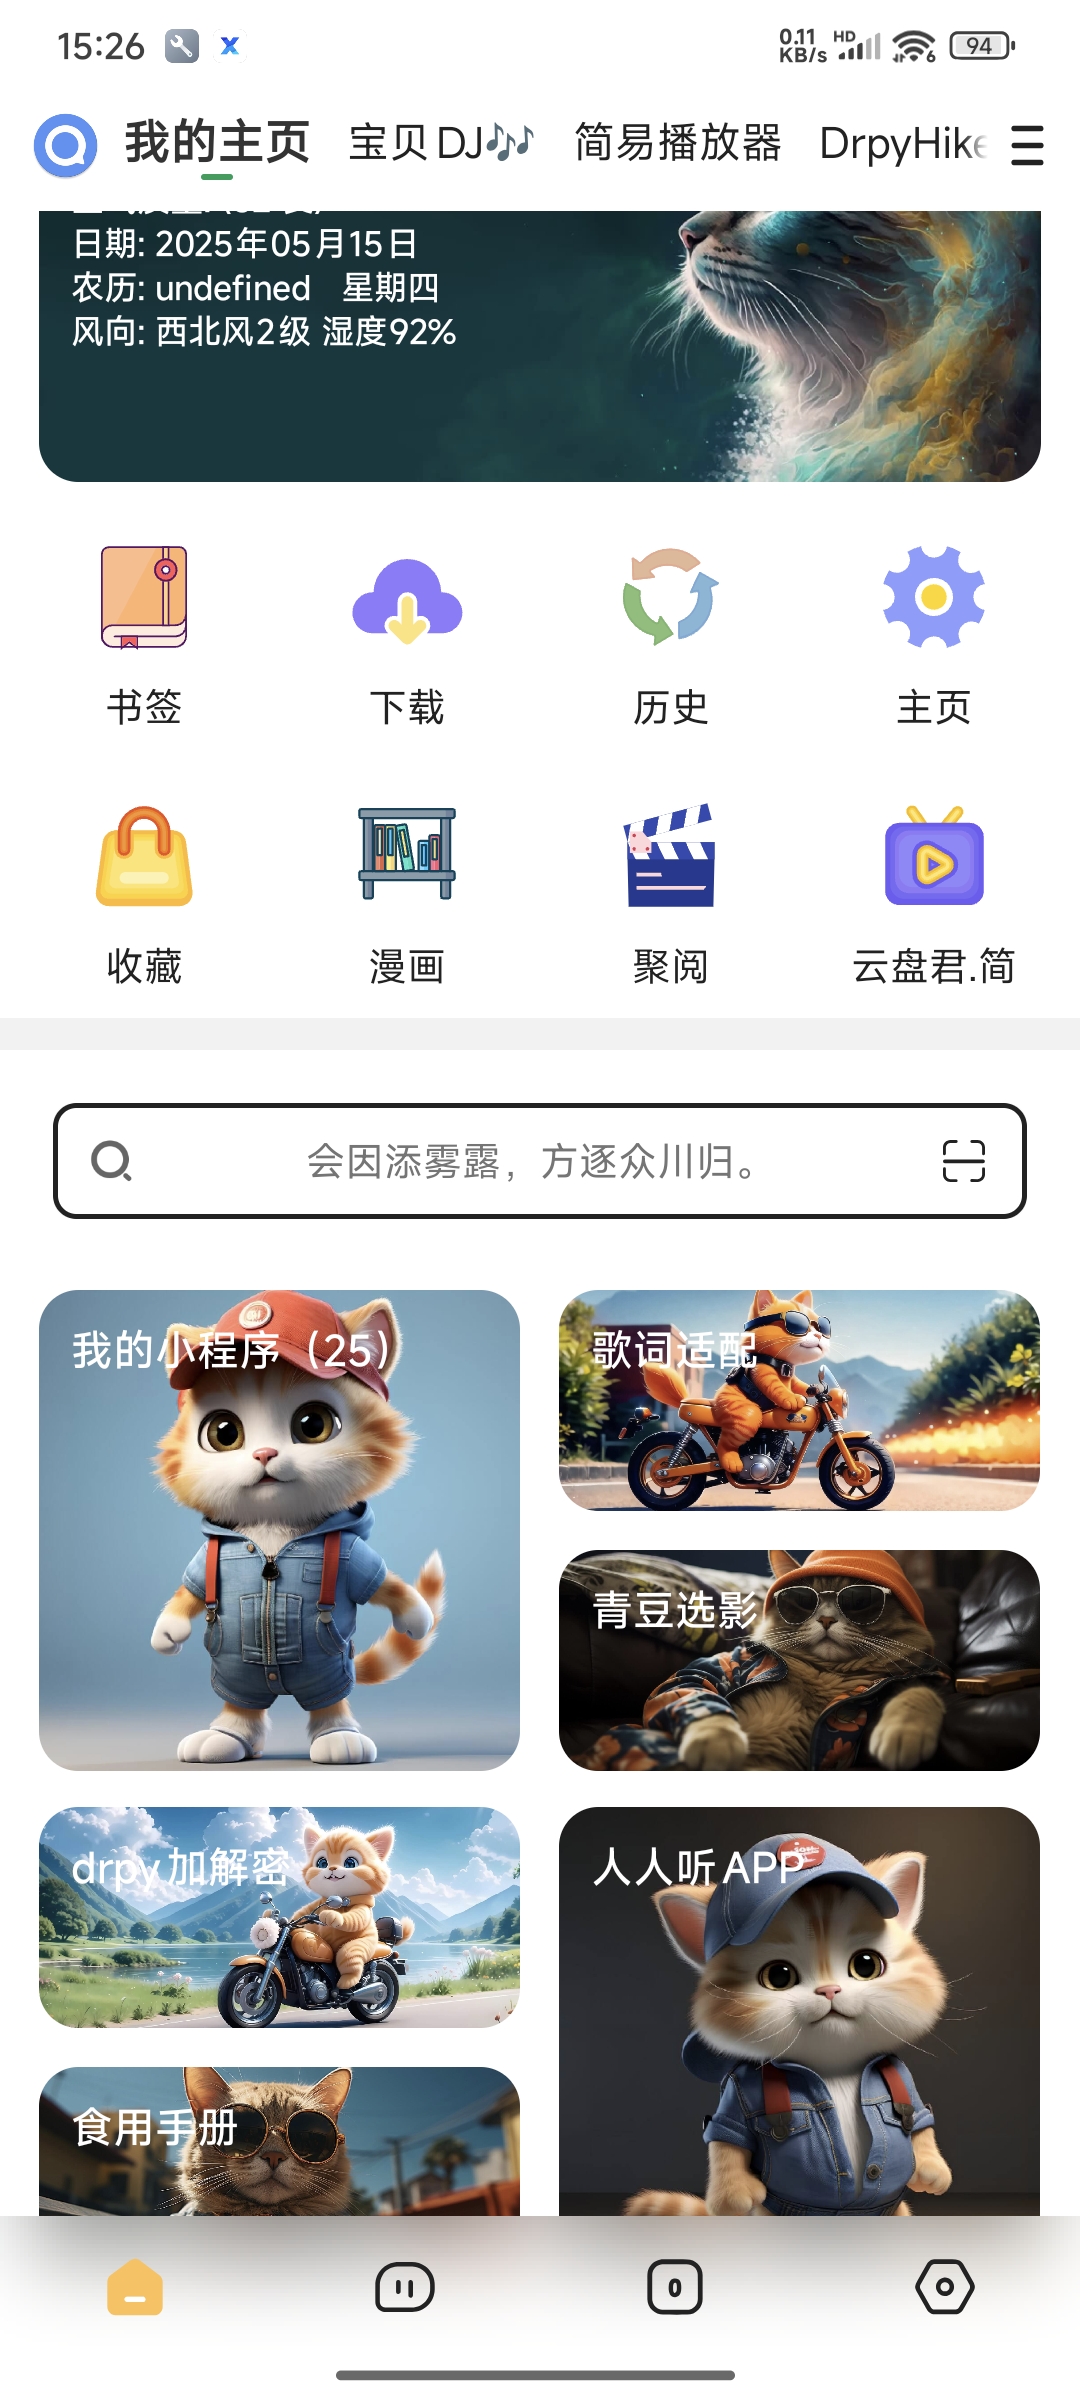 15:26
0.11 KB/s HD 6 94
我的主页 宝贝DJ🎶 简易播放器 DrpyHike
日期: 2025年05月15日
农历: undefined 星期四
风向: 西北风2级 湿度92%
书签 下载 历史 主页
收藏 漫画 聚阅 云盘君.简
会因添雾露，方逐众川归。
我的小程序（25）
歌词适配
青豆选影
drpy加解密
人人听APP
食用手册
0